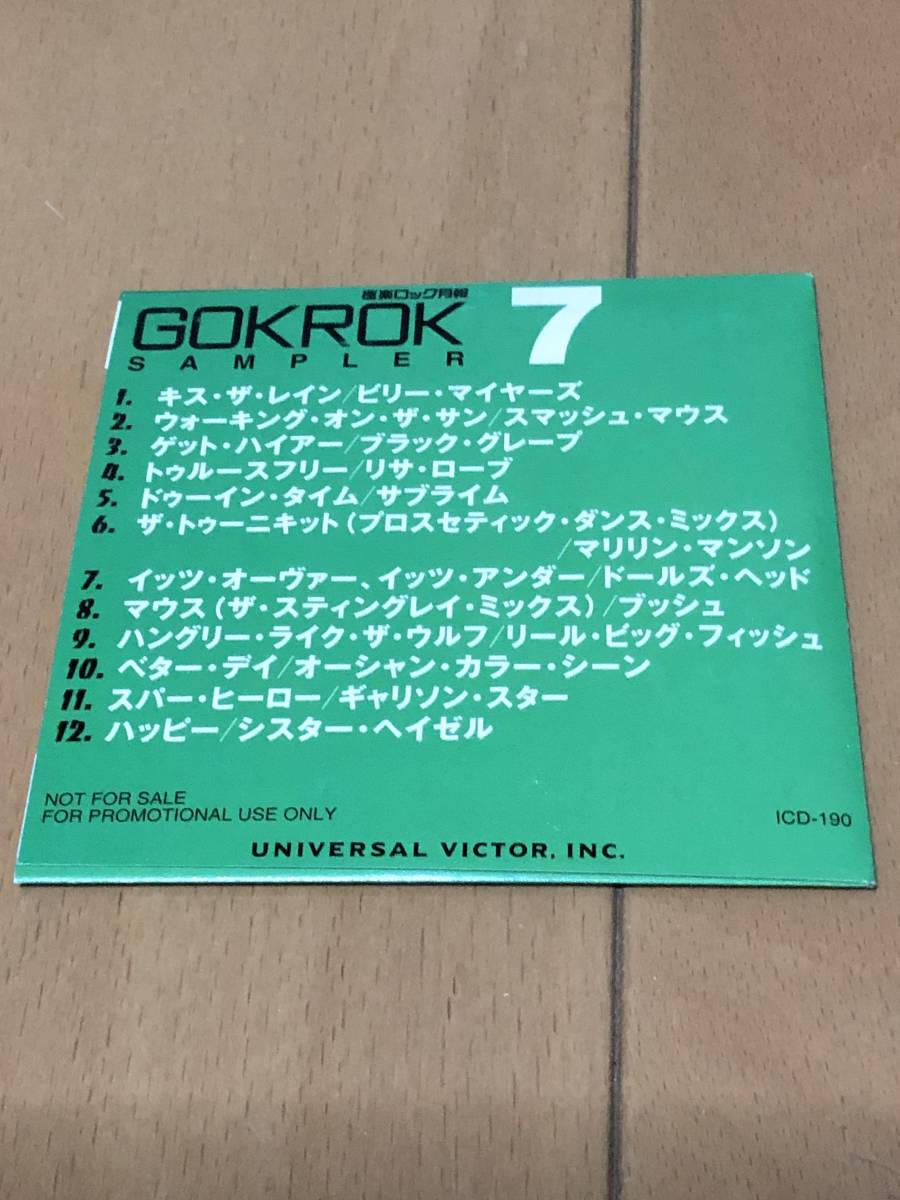 極楽ロック月報
GOKROK 7
SAMPLER
1. キス・ザ・レイン/ビリー・マイヤーズ
2. ウォーキング・オン・ザ・サン/スマッシュ・マウス
3. ゲット・ハイアー/ブラック・グレープ
4. トゥルースフリー/リサ・ローブ
5. ドゥーイン・タイム/サブライム
6. ザ・トゥーニキット(プロスセティック・ダンス・ミックス)
/マリリン・マンソン
7. イッツ・オーヴァー、イッツ・アンダー/ドールズ・ヘッド
8. マウス(ザ・スティングレイ・ミックス)/ブッシュ
9. ハングリー・ライク・ザ・ウルフ/リール・ビッグ・フィッシュ
10. ベター・デイ/オーシャン・カラー・シーン
11. スパー・ヒーロー/ギャリソン・スター
12. ハッピー/シスター・ヘイゼル
NOT FOR SALE
FOR PROMOTIONAL USE ONLY
ICD-190
UNIVERSAL VICTOR, INC.